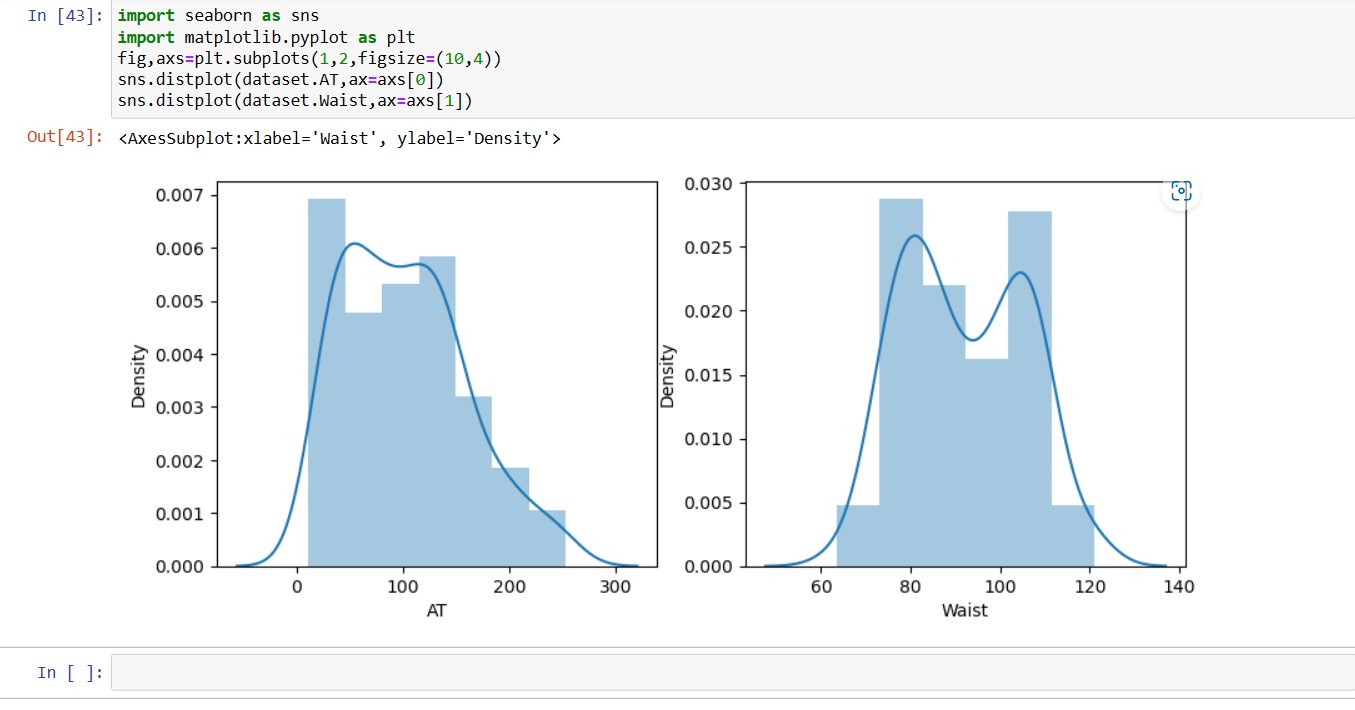 In [43]: import seaborn as sns
import matplotlib.pyplot as plt
fig,axs=plt.subplots(1,2,figsize=(10,4))
sns.distplot(dataset.AT,ax=axs[0])
sns.distplot(dataset.Waist,ax=axs[1])
Out[43]: <AxesSubplot:xlabel='Waist', ylabel='Density'>
0.007
0.006
0.005
0.004
0.003
0.002
0.001
0.000
Density
0 100 200 300
AT
0.030
0.025
0.020
0.015
0.010
0.005
0.000
Density
60 80 100 120 140
Waist
In [ ]: